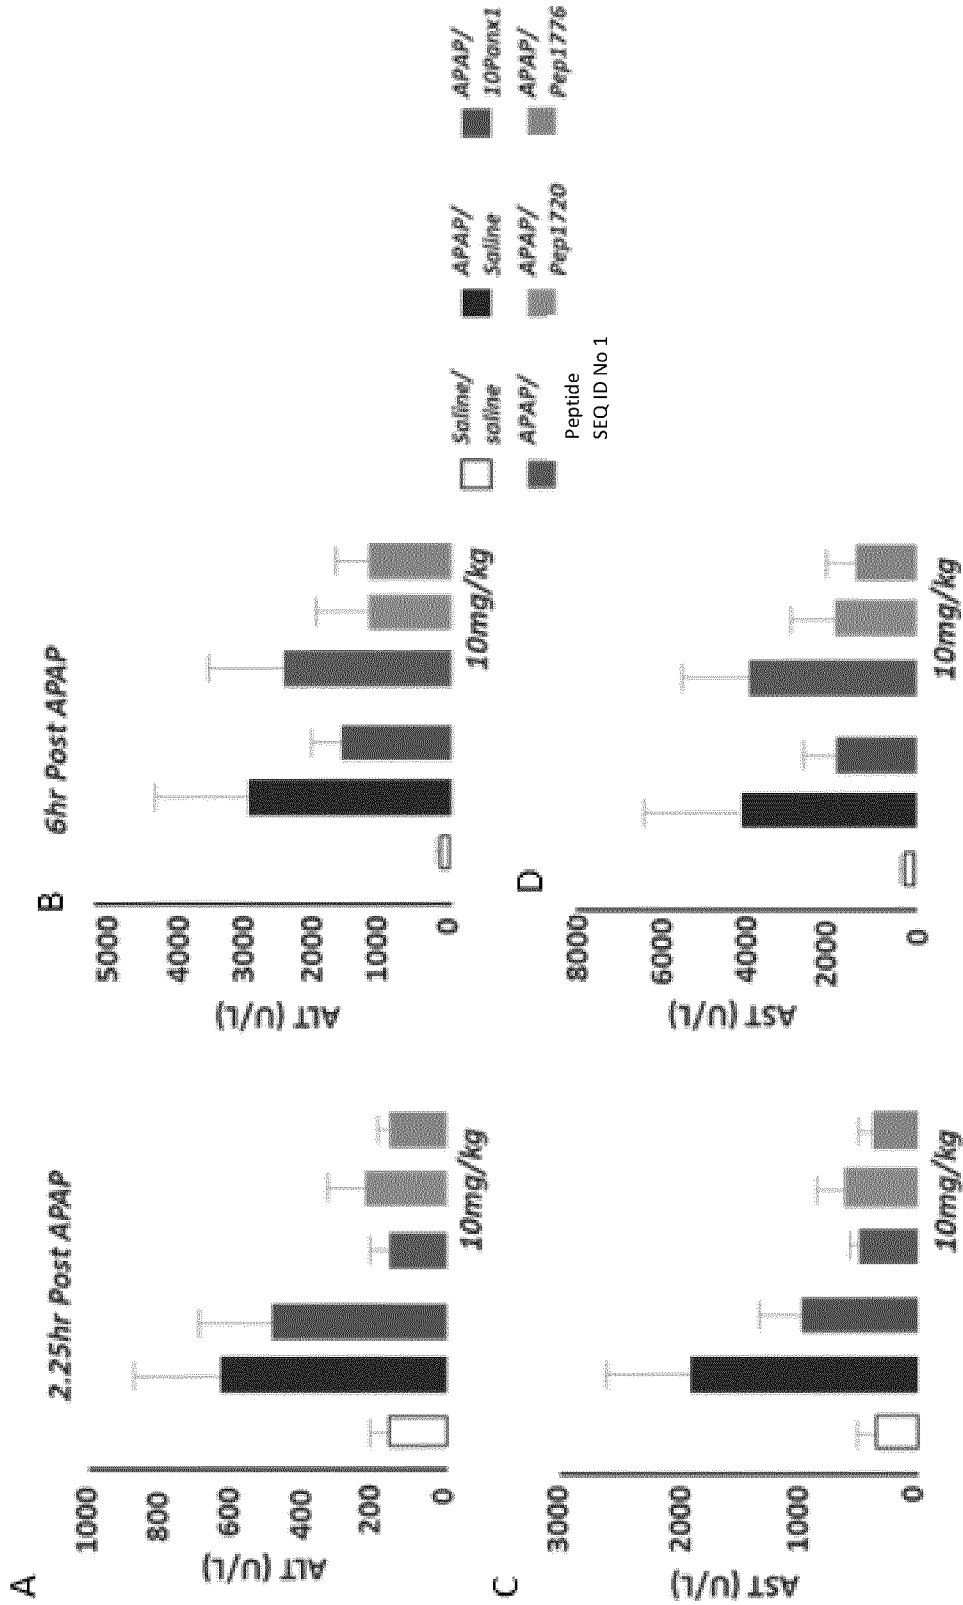 A
2.25hr Post APAP
ALT (U/L)
1000
800
600
400
200
0
10mg/kg
B
6hr Post APAP
ALT (U/L)
5000
4000
3000
2000
1000
0
10mg/kg
C
AST (U/L)
3000
2000
1000
0
10mg/kg
D
AST (U/L)
8000
6000
4000
2000
0
10mg/kg
Saline/
saline
APAP/
Saline
APAP/
10Panx1
APAP/
Peptide
SEQ ID No 1
APAP/
Pep1720
APAP/
Pep1776